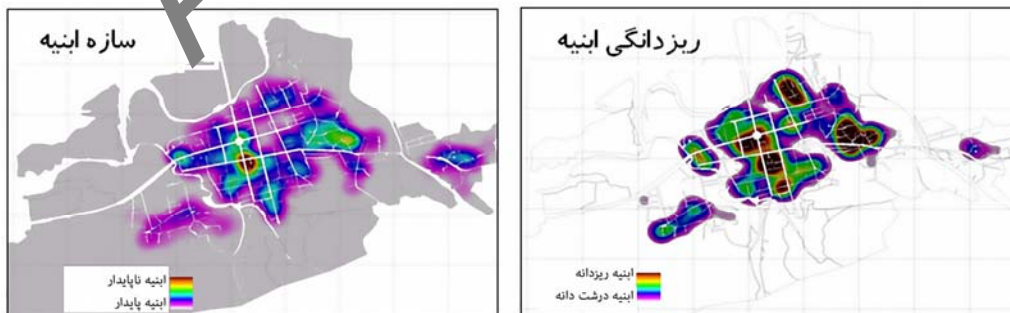 سازه ابنیه
ابنیه ناپایدار
ابنیه پایدار
ریزدانگی ابنیه
ابنیه ریزدانه
ابنیه درشت دانه